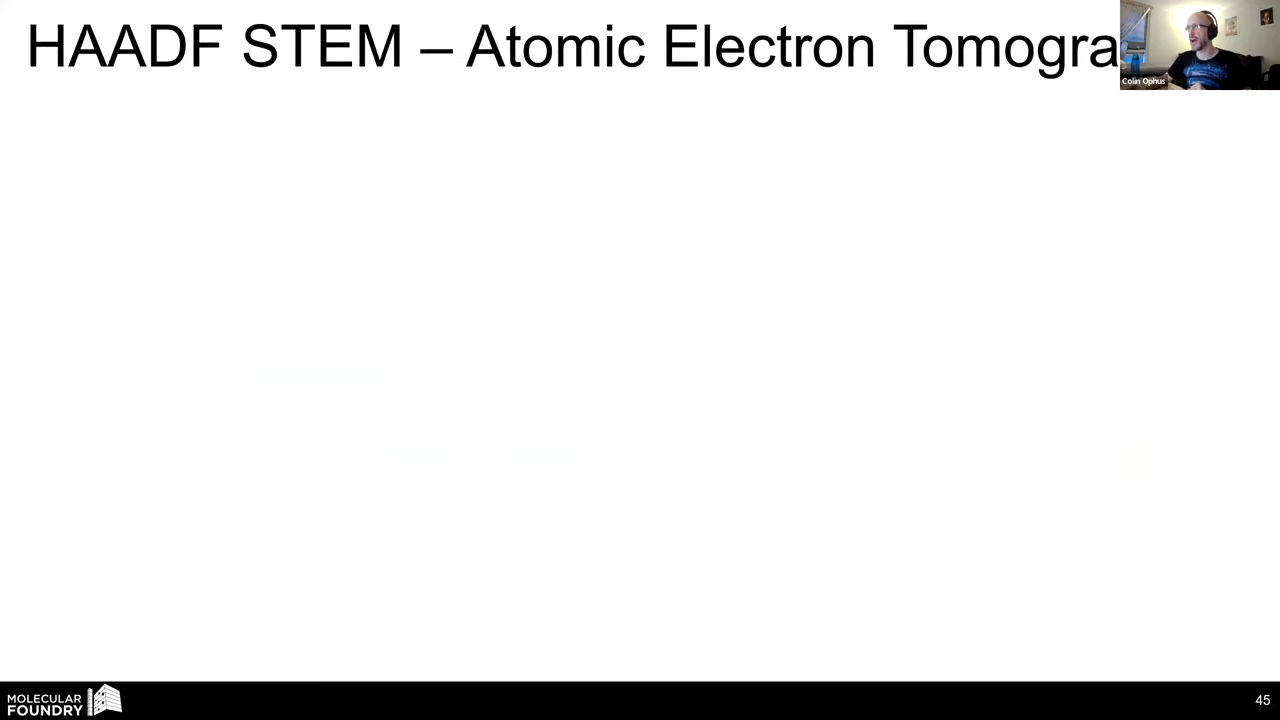 HAADF STEM – Atomic Electron Tomogra
Colin Ophus
MOLECULAR
FOUNDRY
45